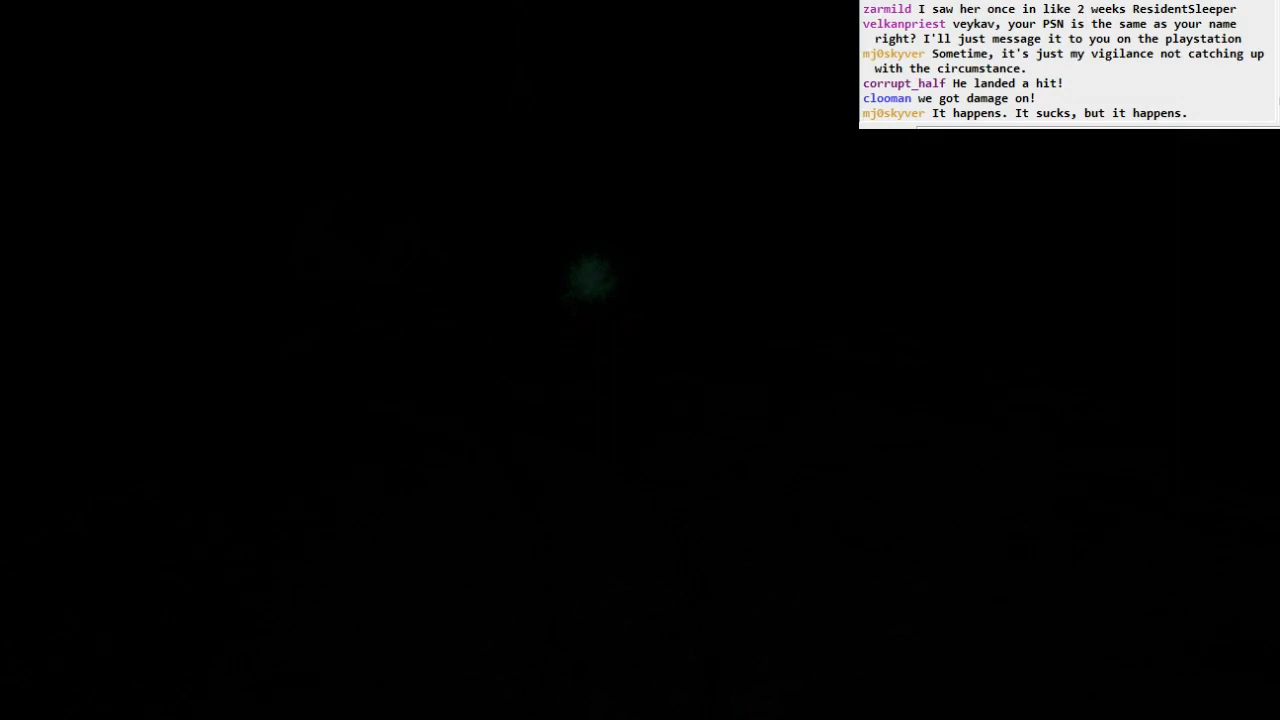 zarmild I saw her once in like 2 weeks ResidentSleeper
velkanpriest veykav, your PSN is the same as your name
right? I'll just message it to you on the playstation
mj0skyver Sometime, it's just my vigilance not catching up
with the circumstance.
corrupt_half He landed a hit!
clooman we got damage on!
mj0skyver It happens. It sucks, but it happens.